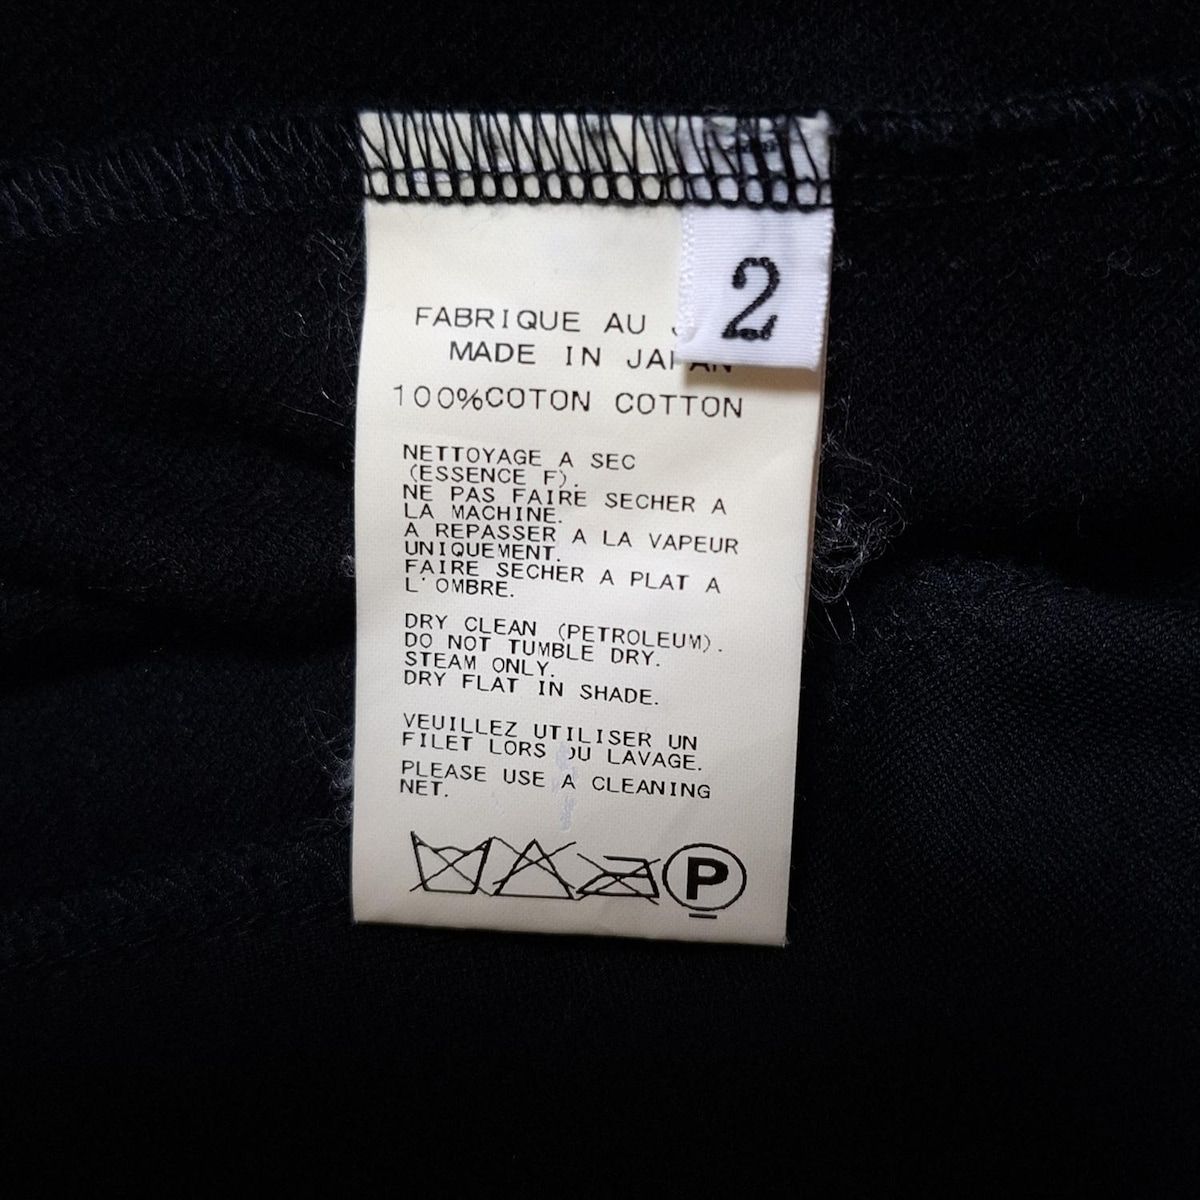 2
FABRIQUE AU
MADE IN JAPAN
100%COTON COTTON
NETTOYAGE A SEC
(ESSENCE F).
NE PAS FAIRE SECHER A
LA MACHINE.
A REPASSER A LA VAPEUR
UNIQUEMENT.
FAIRE SECHER A PLAT A
L'OMBRE.
DRY CLEAN (PETROLEUM).
DO NOT TUMBLE DRY.
STEAM ONLY.
DRY FLAT IN SHADE.
VEUILLEZ UTILISER UN
FILET LORS DU LAVAGE.
PLEASE USE A CLEANING
NET.
P